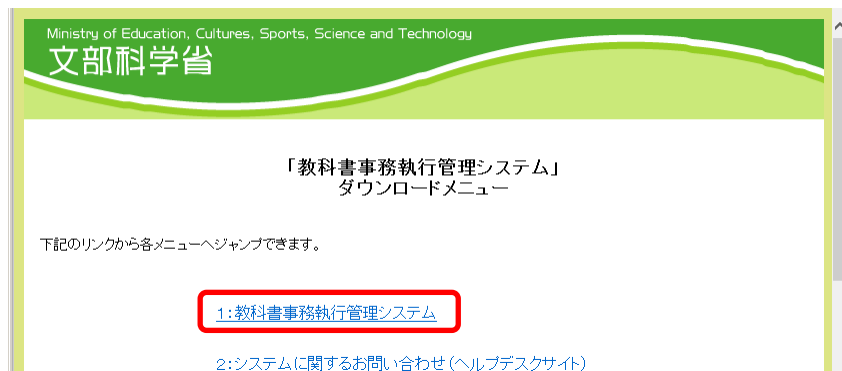 Ministry of Education, Cultures, Sports, Science and Technology
文部科学省
「教科書事務執行管理システム」
ダウンロードメニュー
下記のリンクから各メニューへジャンプできます。
1:教科書事務執行管理システム
2:システムに関するお問い合わせ(ヘルプデスクサイト)